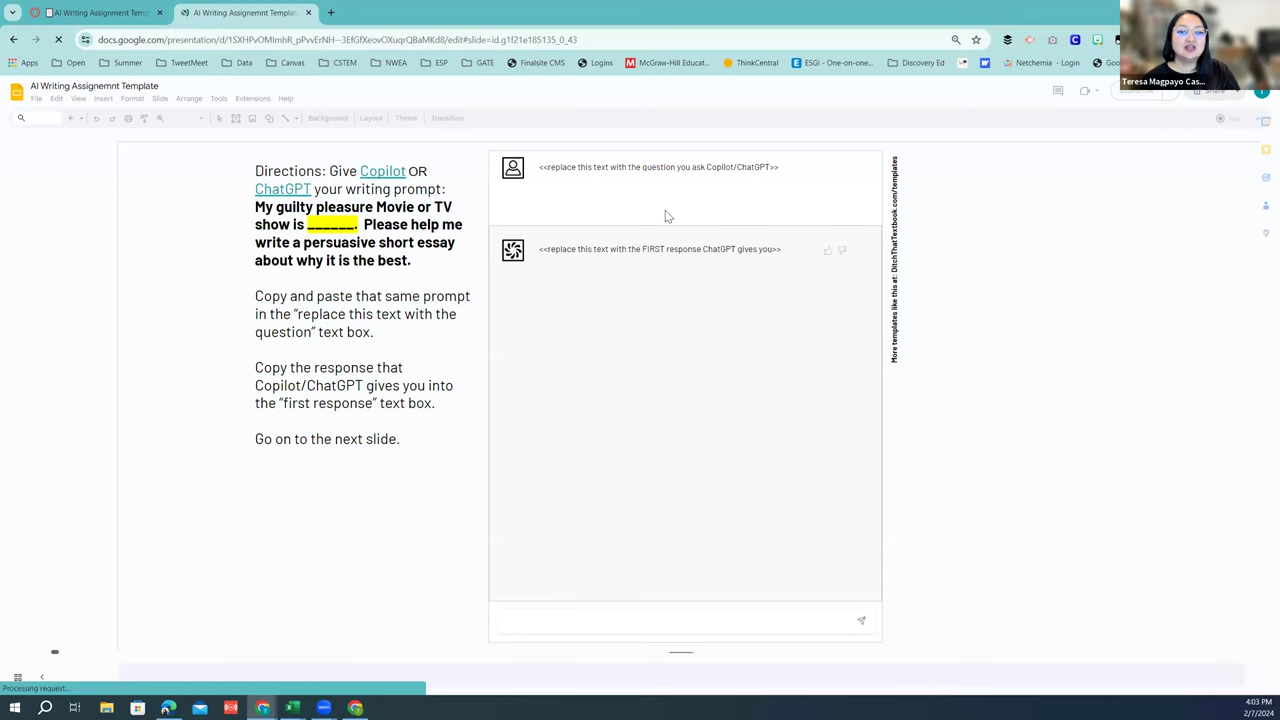 AI Writing Assignment Templat
AI Writing Assignemnt Templat
docs.google.com/presentation/d/1SXHPvOMImhR_pPvvErNH--3EfGfXeovOXuqrQBaMKd8/edit#slide=id.g1f21e185135_0_43
Apps
Open
Summer
TweetMeet
Data
Canvas
CSTEM
NWEA
ESP
GATE
Finalsite CMS
Logins
McGraw-Hill Educat...
ThinkCentral
ESGI - One-on-one...
Discovery Ed
Netchemia - Login
Teresa Magpayo Cas...
AI Writing Assignemnt Template
File Edit View Insert Format Slide Arrange Tools Extensions Help
Slideshow
Share
Background
Layout
Theme
Transition
Directions: Give Copilot OR
ChatGPT your writing prompt:
My guilty pleasure Movie or TV
show is ______. Please help me
write a persuasive short essay
about why it is the best.
Copy and paste that same prompt
in the “replace this text with the
question” text box.
Copy the response that
Copilot/ChatGPT gives you into
the “first response” text box.
Go on to the next slide.
<<replace this text with the question you ask Copilot/ChatGPT>>
<<replace this text with the FIRST response ChatGPT gives you>>
More templates like this at: DitchThatTextbook.com/templates
Processing request...
4:03 PM
2/7/2024